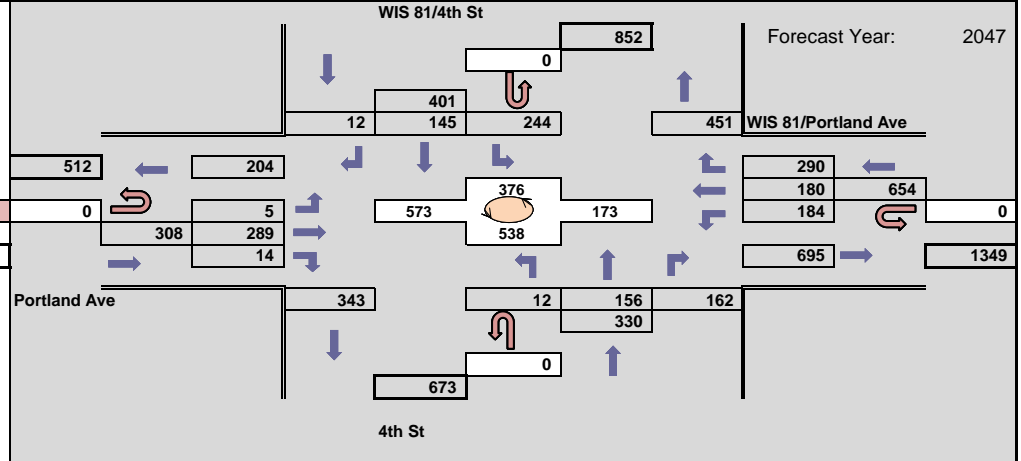 WIS 81/4th St
852
Forecast Year: 2047
0
401
12 145 244
451 WIS 81/Portland Ave
512 204 290
376
180 654
0 5 573 173 184 0
308 289 538
14 695 1349
Portland Ave 343 12 156 162
330
0
673
4th St